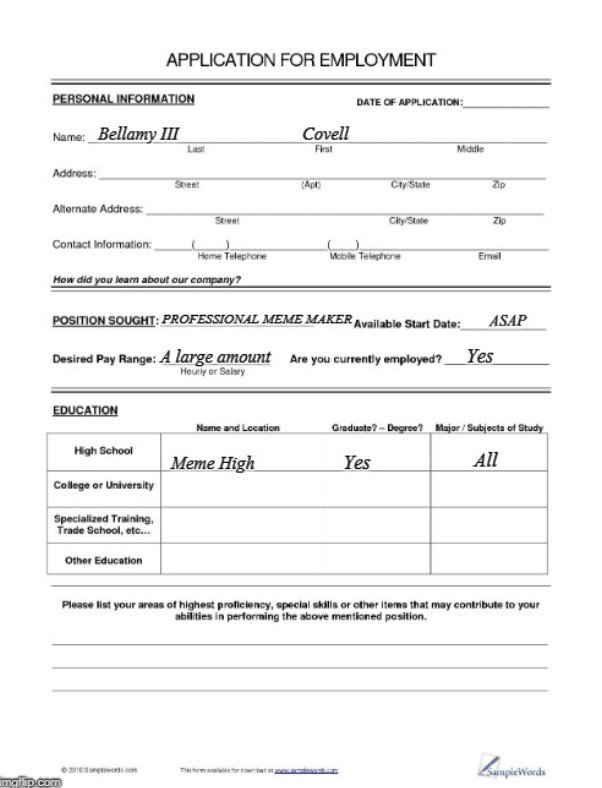 APPLICATION FOR EMPLOYMENT
PERSONAL INFORMATION DATE OF APPLICATION:
Name: Bellamy III Covell
Last First Middle
Address:
Street (Apt) City/State Zip
Alternate Address:
Street City/State Zip
Contact Information: ( ) ( )
Home Telephone Mobile Telephone Email
How did you learn about our company?
POSITION SOUGHT: PROFESSIONAL MEME MAKER Available Start Date: ASAP
Desired Pay Range: A large amount Are you currently employed? Yes
Hourly or Salary
EDUCATION
Name and Location Graduate? – Degree? Major / Subjects of Study
High School Meme High Yes All
College or University
Specialized Training,
Trade School, etc...
Other Education
Please list your areas of highest proficiency, special skills or other items that may contribute to your
abilities in performing the above mentioned position.
© 2010 Samplewords.com This form available for download at www.samplewords.com SampleWords
imgflip.com